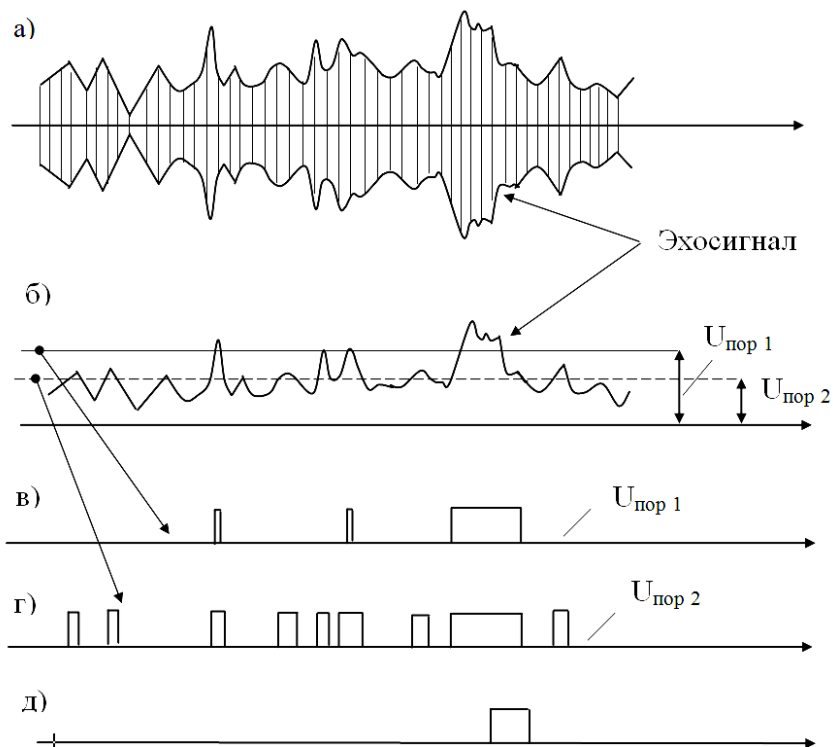 а)
Эхосигнал
б)
Uпор 1
Uпор 2
в)
Uпор 1
г)
Uпор 2
д)